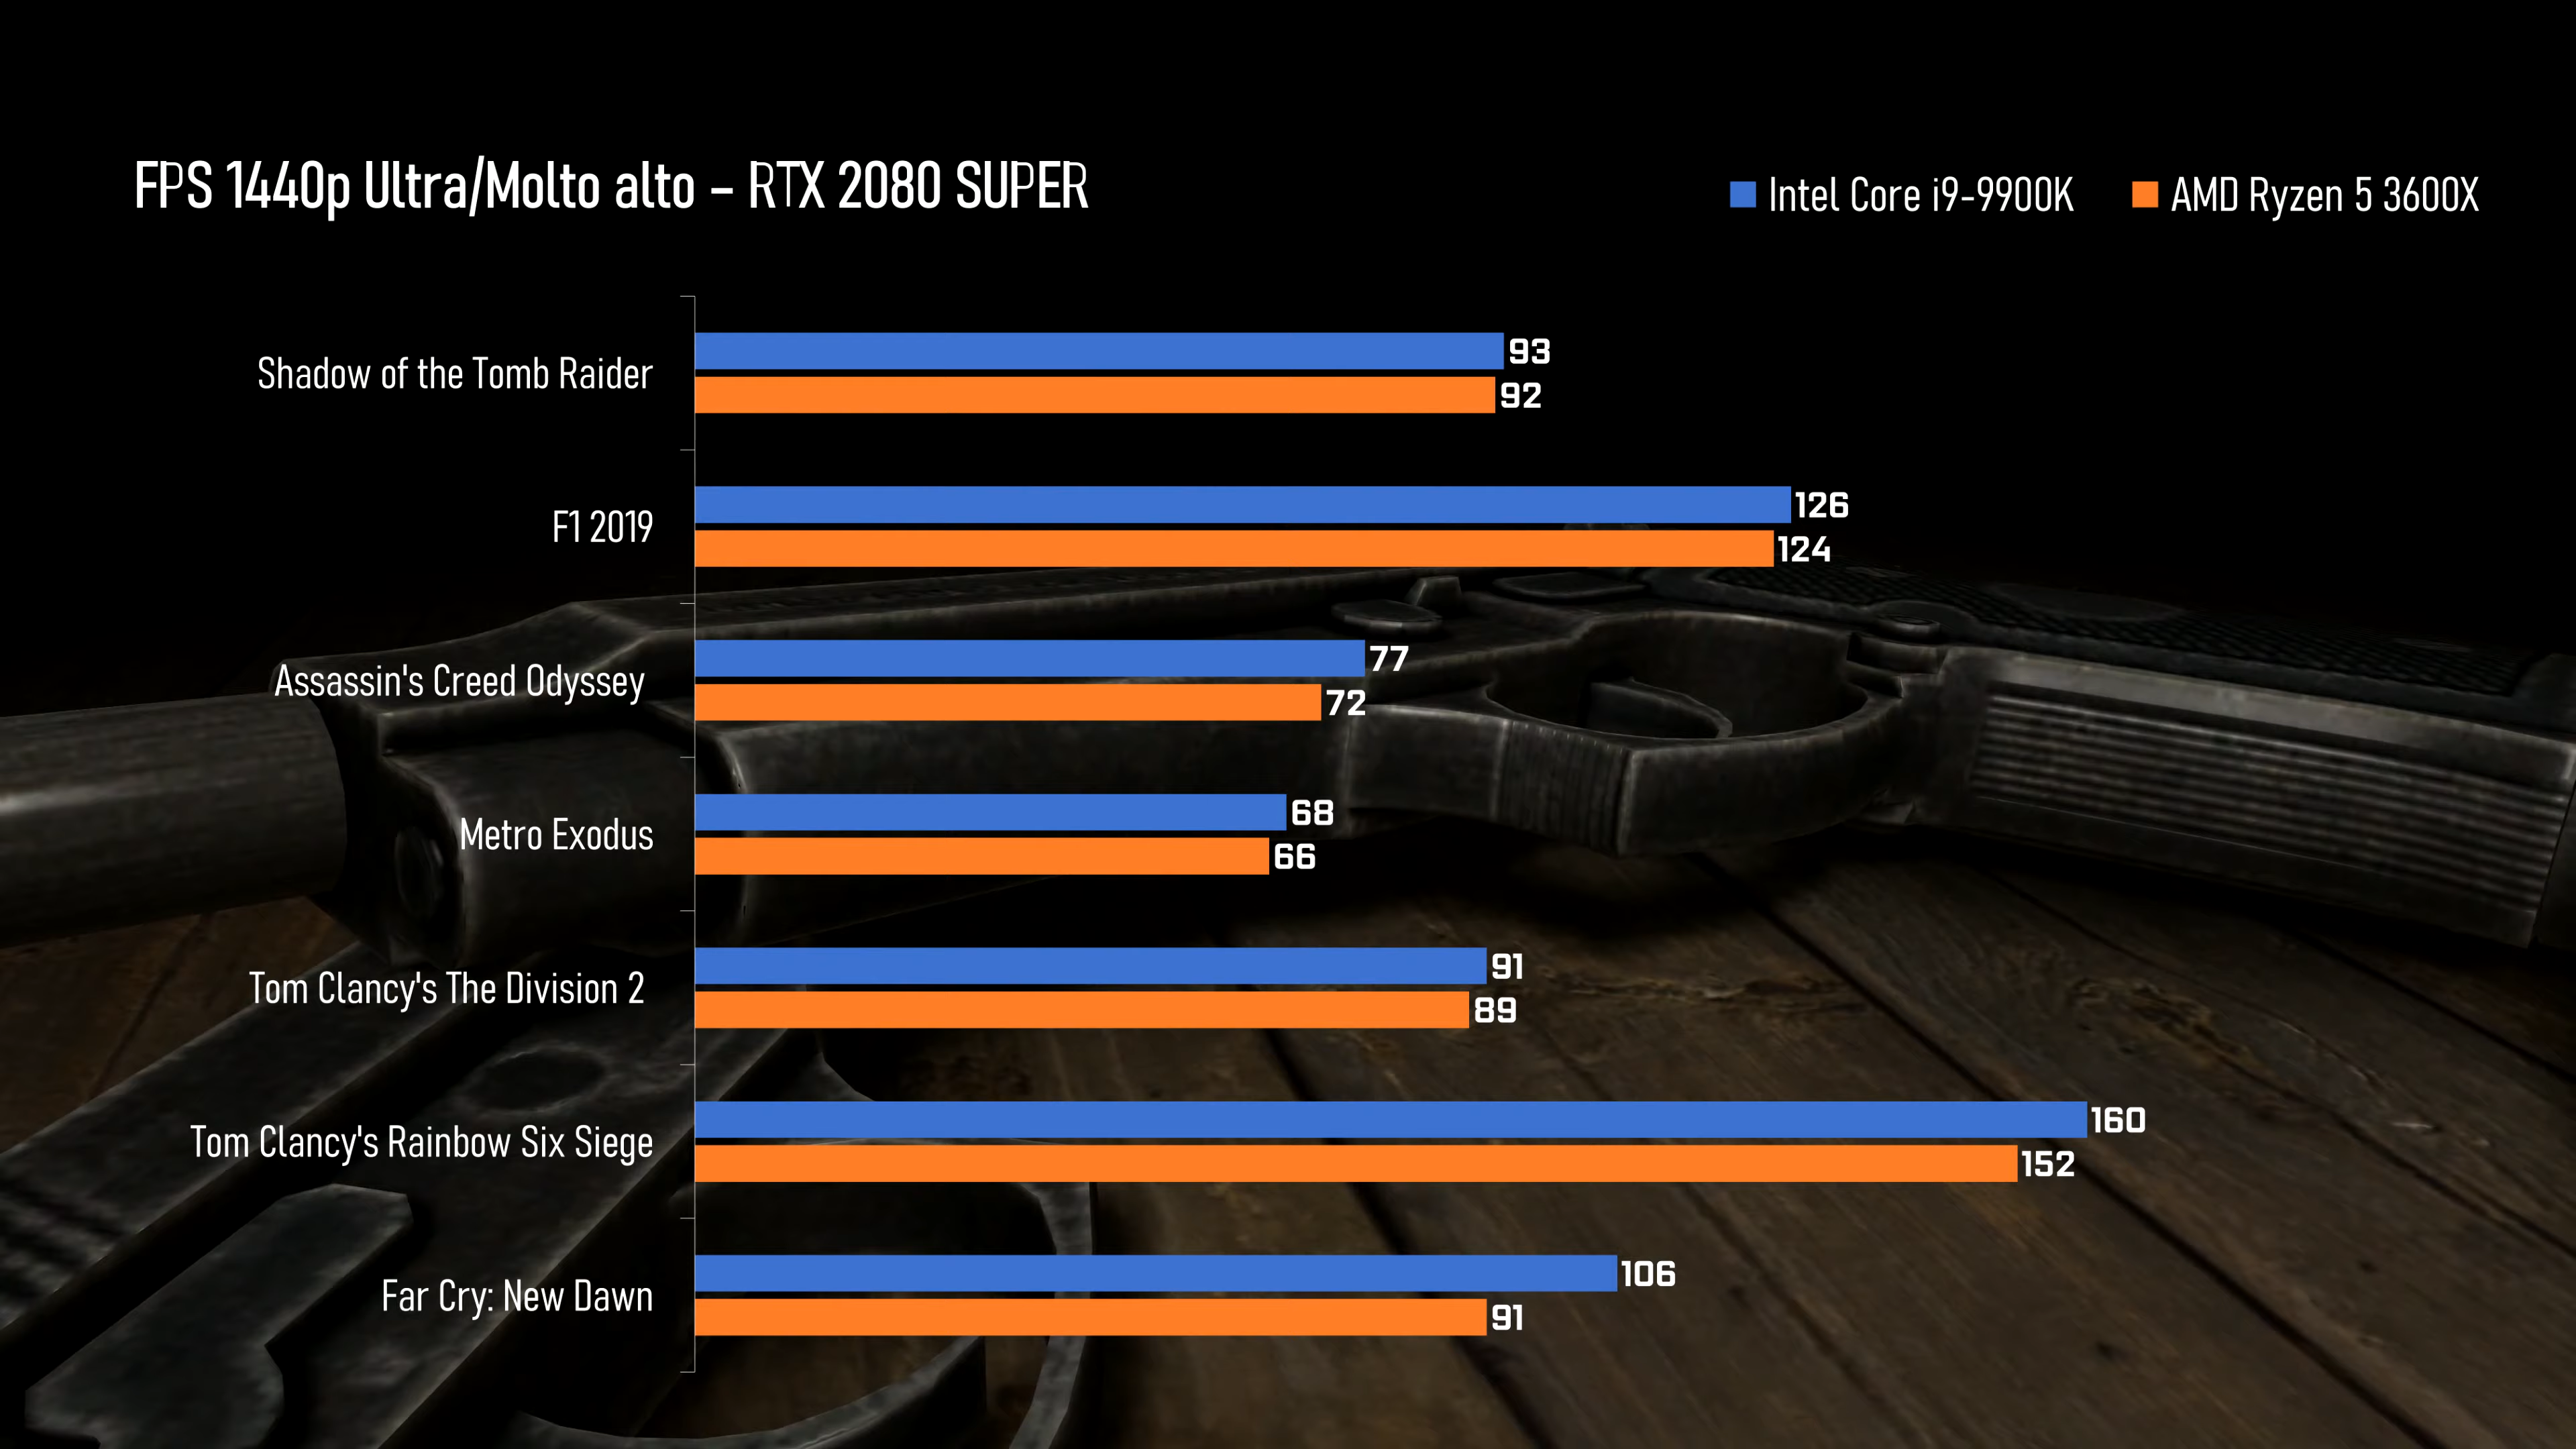 FPS 1440p Ultra/Molto alto – RTX 2080 SUPER
Intel Core i9-9900K
AMD Ryzen 5 3600X
Shadow of the Tomb Raider
93
92
F1 2019
126
124
Assassin's Creed Odyssey
77
72
Metro Exodus
68
66
Tom Clancy's The Division 2
91
89
Tom Clancy's Rainbow Six Siege
160
152
Far Cry: New Dawn
106
91